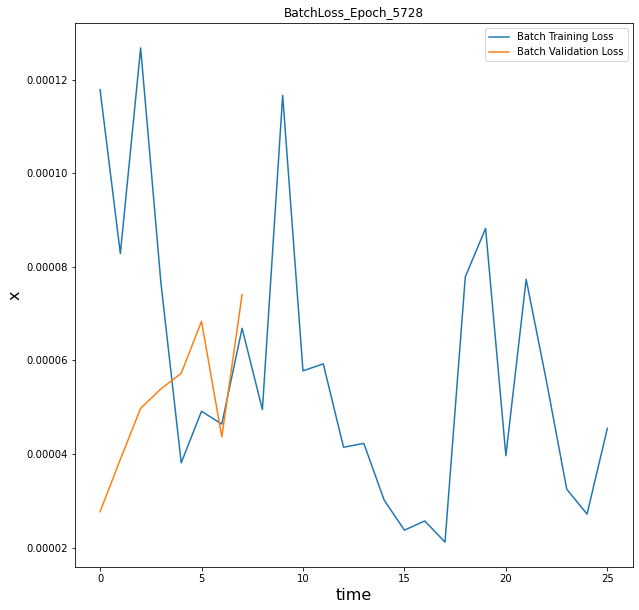 BatchLoss_Epoch_5728
Batch Training Loss
Batch Validation Loss
0.00012
0.00010
0.00008
0.00006
0.00004
0.00002
x
0 5 10 15 20 25
time